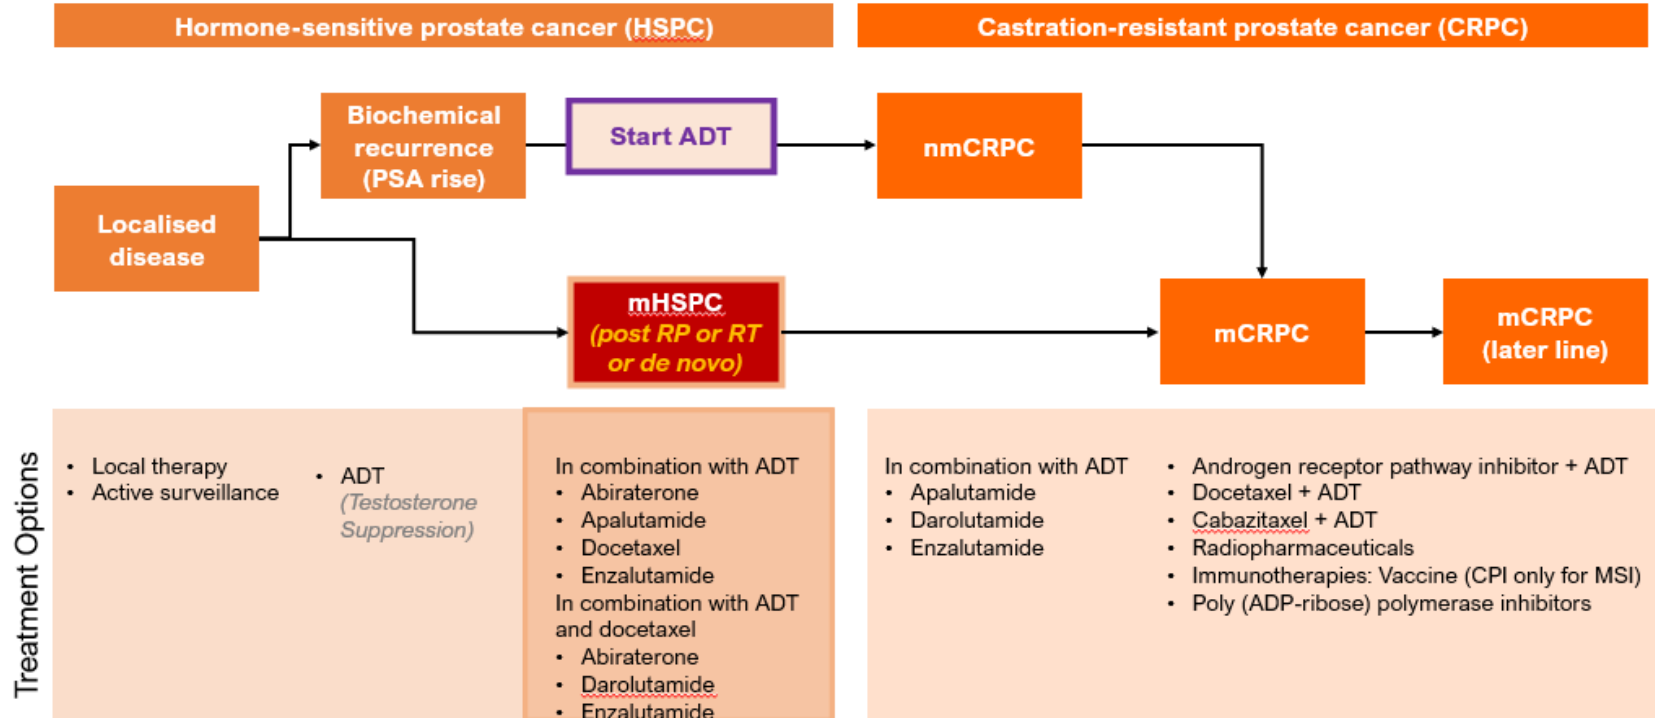 Hormone-sensitive prostate cancer (HSPC)
Castration-resistant prostate cancer (CRPC)
Biochemical
recurrence
(PSA rise)
Start ADT
nmCRPC
Localised
disease
mHSPC
(post RP or RT
or de novo)
mCRPC
mCRPC
(later line)
Treatment Options
• Local therapy
• Active surveillance
• ADT
(Testosterone
Suppression)
In combination with ADT
• Abiraterone
• Apalutamide
• Docetaxel
• Enzalutamide
In combination with ADT
and docetaxel
• Abiraterone
• Darolutamide
• Enzalutamide
In combination with ADT
• Apalutamide
• Darolutamide
• Enzalutamide
• Androgen receptor pathway inhibitor + ADT
• Docetaxel + ADT
• Cabazitaxel + ADT
• Radiopharmaceuticals
• Immunotherapies: Vaccine (CPI only for MSI)
• Poly (ADP-ribose) polymerase inhibitors